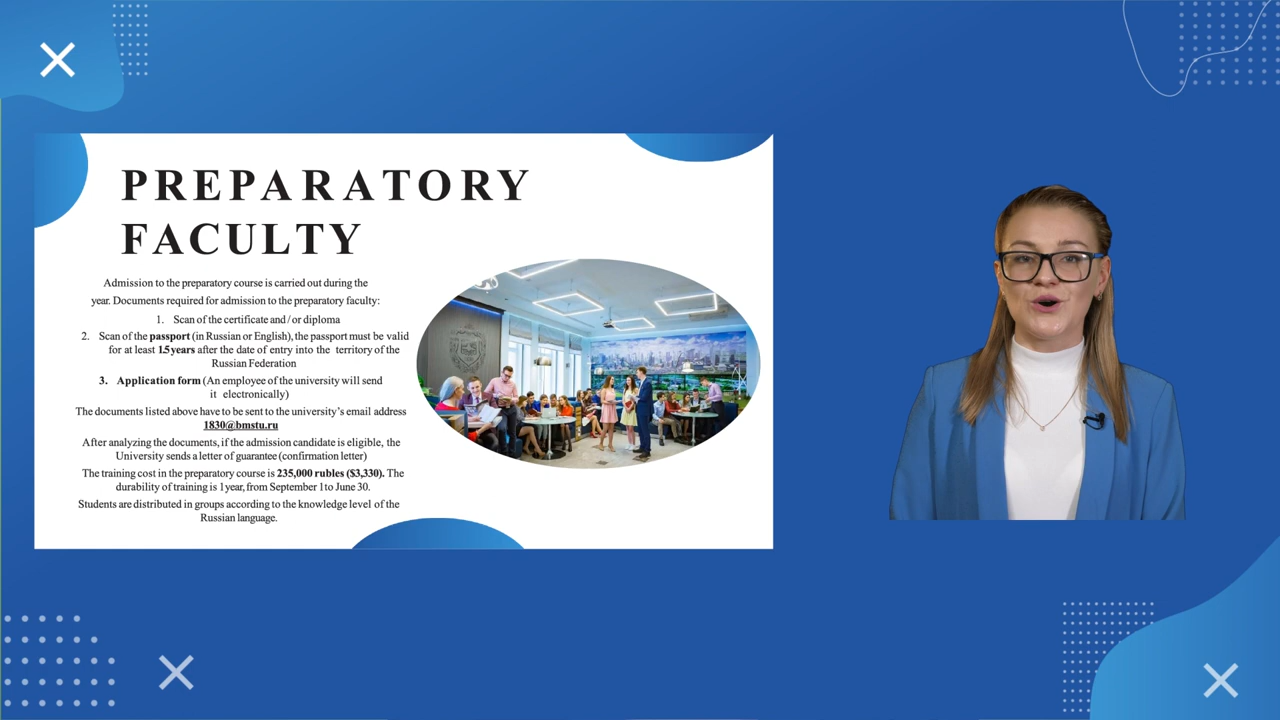 PREPARATORY
FACULTY
Admission to the preparatory course is carried out during the
year. Documents required for admission to the preparatory faculty:
1. Scan of the certificate and / or diploma
2. Scan of the passport (in Russian or English), the passport must be valid
for at least 1.5 years after the date of entry into the territory of the
Russian Federation
3. Application form (An employee of the university will send
it electronically)
The documents listed above have to be sent to the university's email address
1830@bmstu.ru
After analyzing the documents, if the admission candidate is eligible, the
University sends a letter of guarantee (confirmation letter)
The training cost in the preparatory course is 235,000 rubles ($3,330). The
durability of training is 1 year, from September 1 to June 30.
Students are distributed in groups according to the knowledge level of the
Russian language.